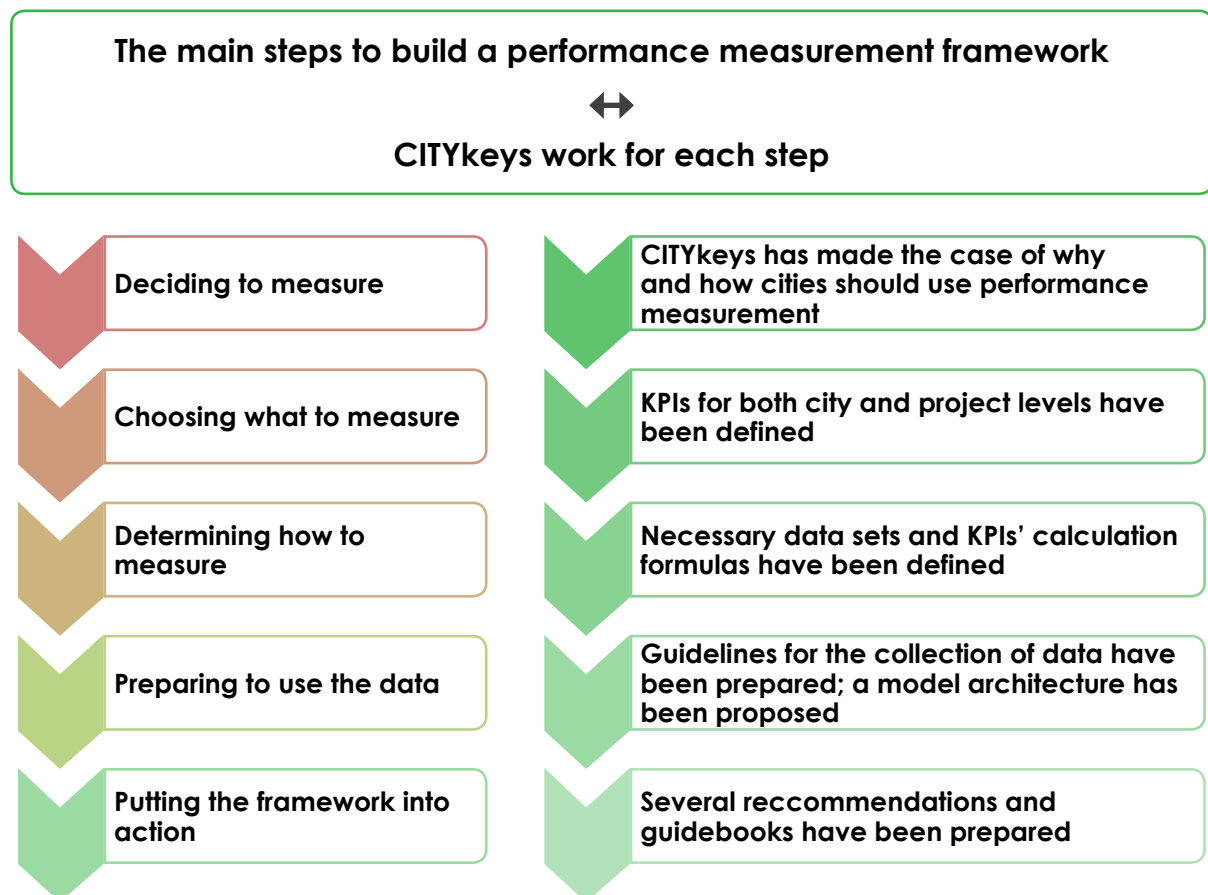 The main steps to build a performance measurement framework
↔
CITYkeys work for each step
Deciding to measure
CITYkeys has made the case of why
and how cities should use performance
measurement
Choosing what to measure
KPIs for both city and project levels have
been defined
Determining how to
measure
Necessary data sets and KPIs’ calculation
formulas have been defined
Preparing to use the data
Guidelines for the collection of data have
been prepared; a model architecture has
been proposed
Putting the framework into
action
Several reccommendations and
guidebooks have been prepared